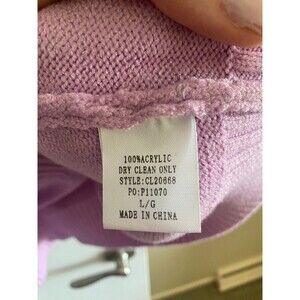 100%ACRYLIC
DRY CLEAN ONLY
STYLE:CL20668
PO:P11070
L/G
MADE IN CHINA